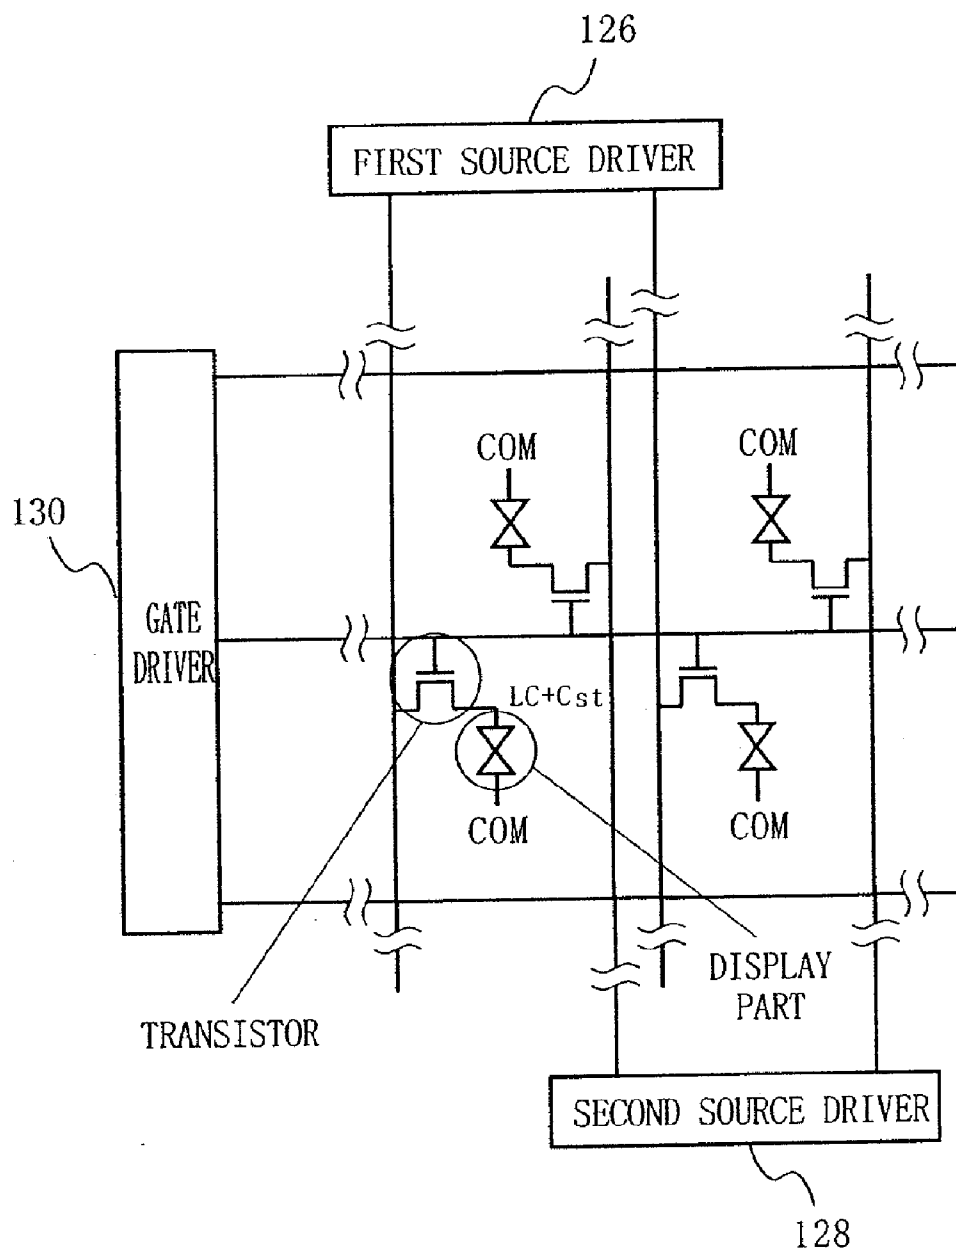 126
FIRST SOURCE DRIVER
COM
COM
130
GATE
DRIVER
LC+Cst
COM
COM
DISPLAY
PART
TRANSISTOR
SECOND SOURCE DRIVER
128